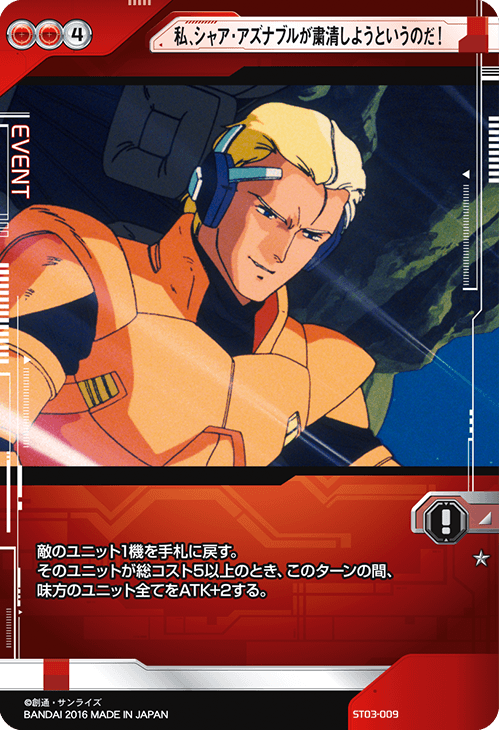 4
私、シャア・アズナブルが粛清しようというのだ!
EVENT
敵のユニット1機を手札に戻す。
そのユニットが総コスト5以上のとき、このターンの間、
味方のユニット全てをATK+2する。
©創通・サンライズ
BANDAI 2016 MADE IN JAPAN
ST03-009